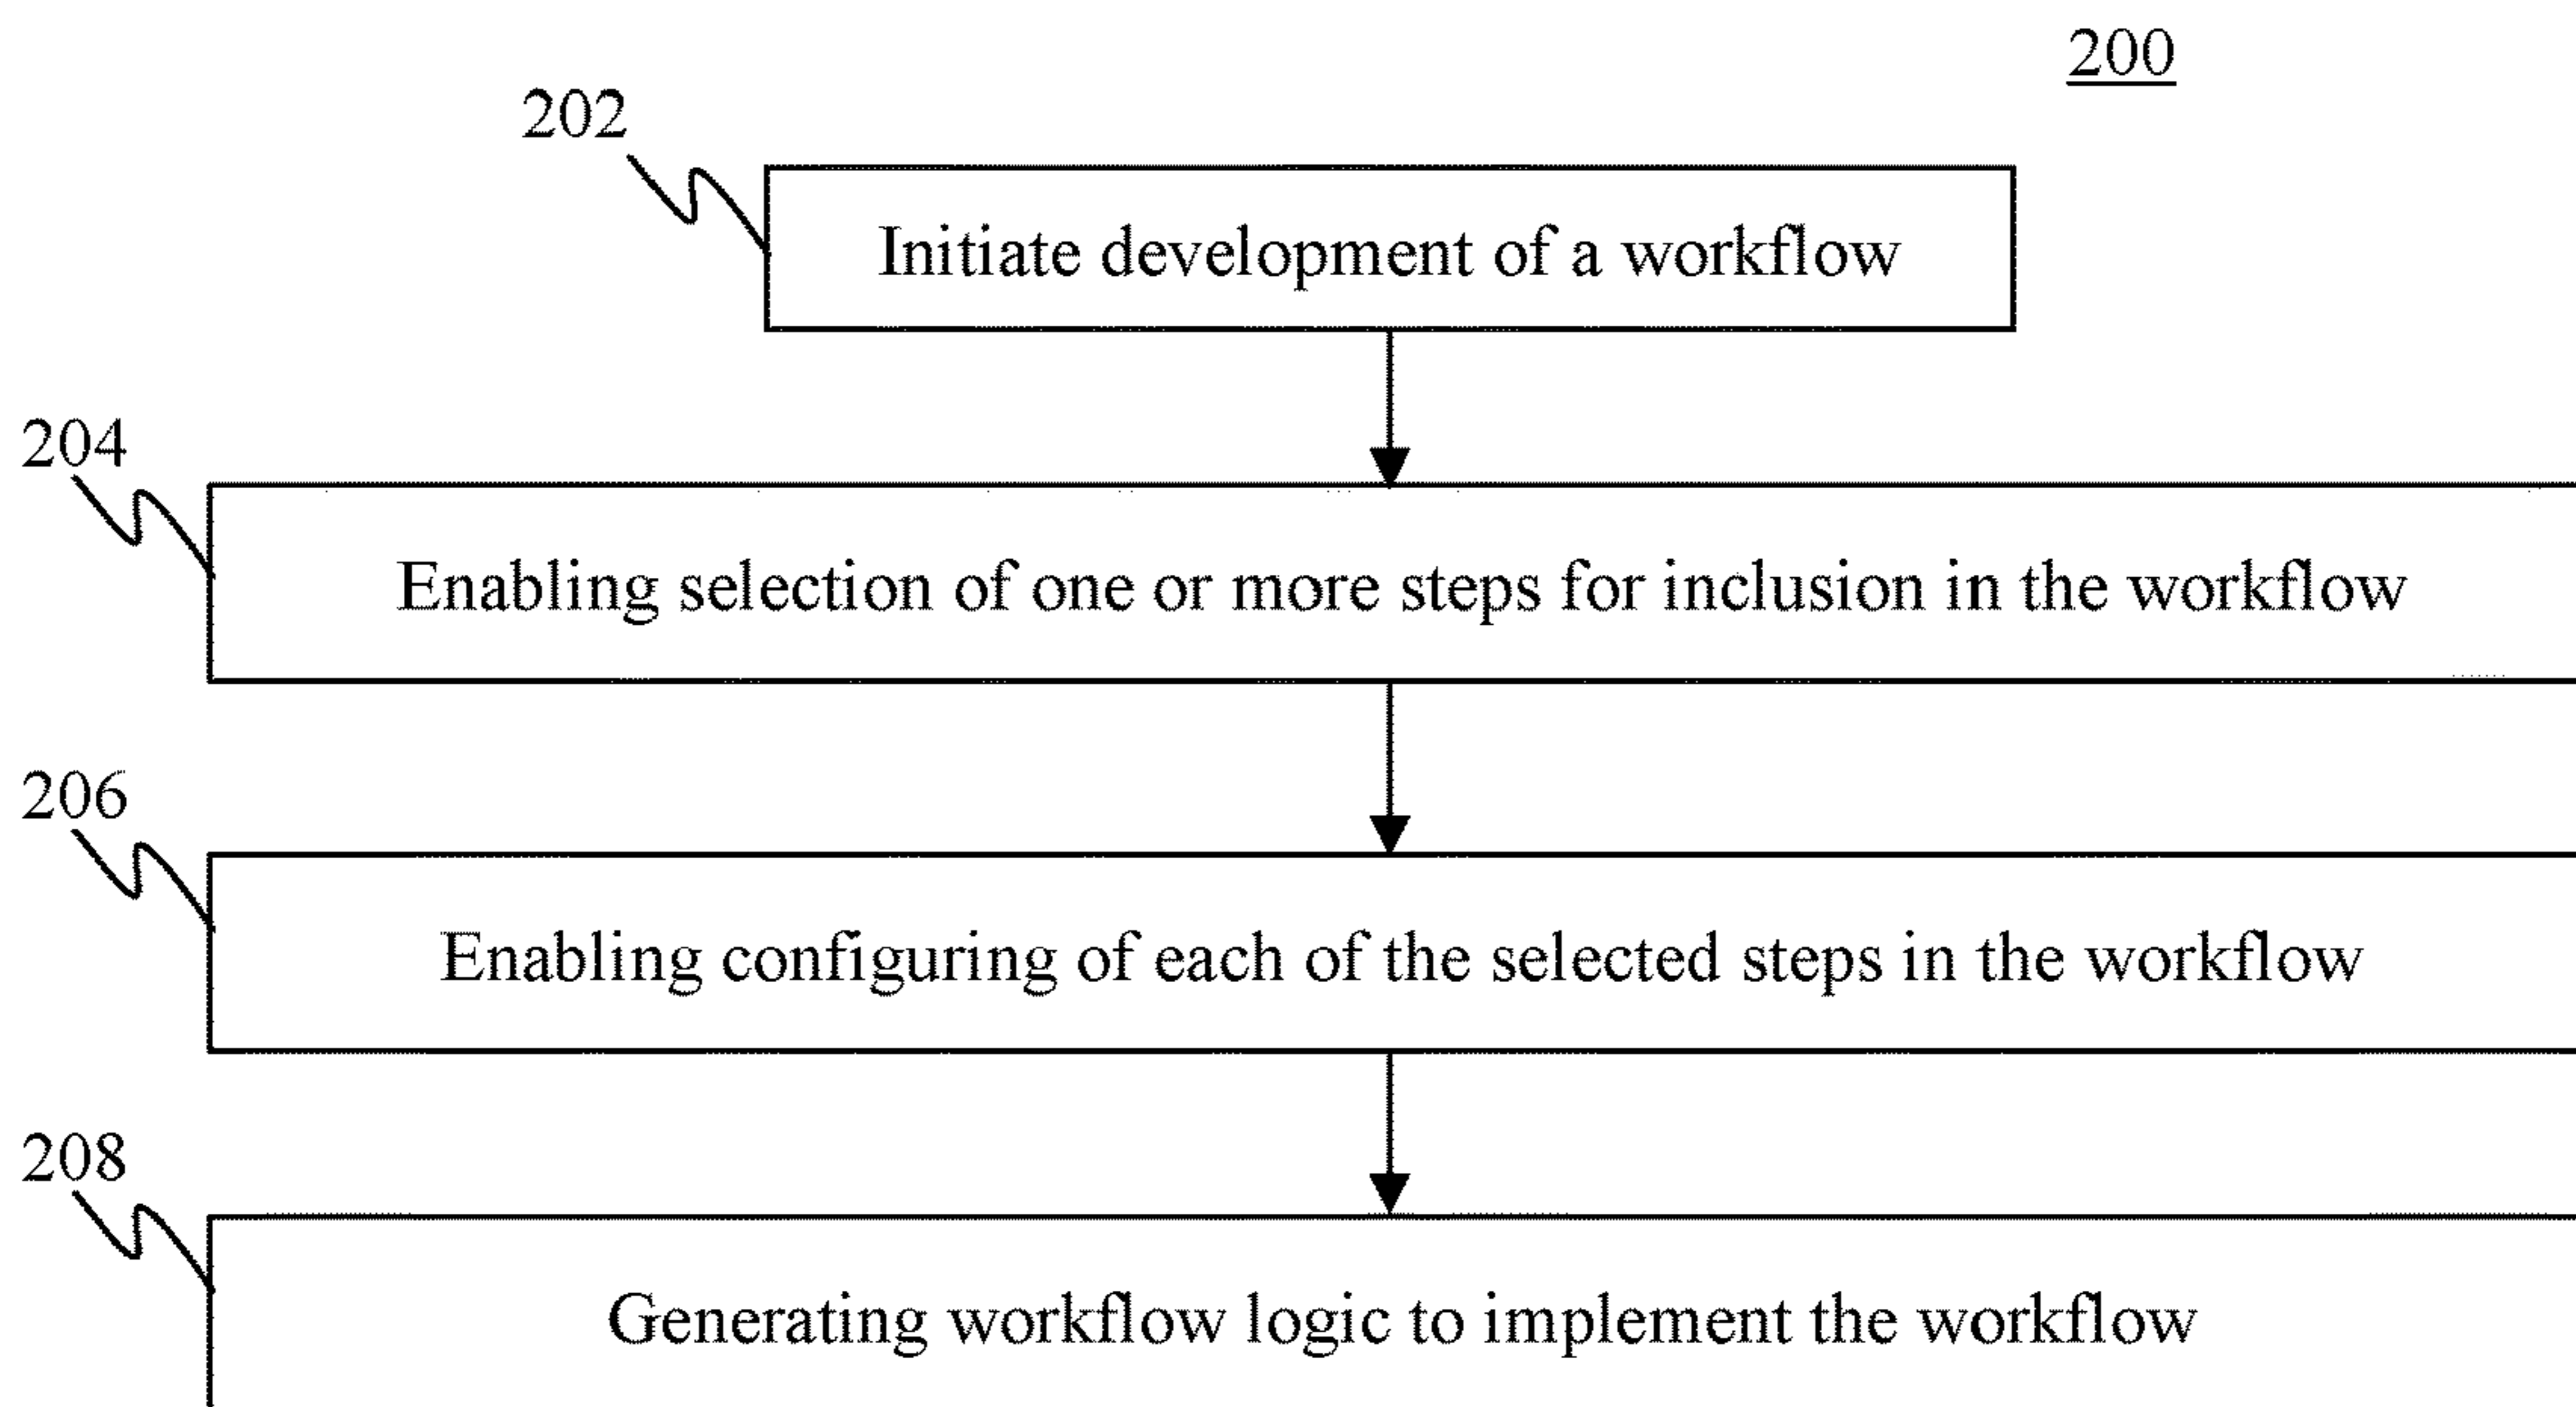 200
202
Initiate development of a workflow
204
Enabling selection of one or more steps for inclusion in the workflow
206
Enabling configuring of each of the selected steps in the workflow
208
Generating workflow logic to implement the workflow